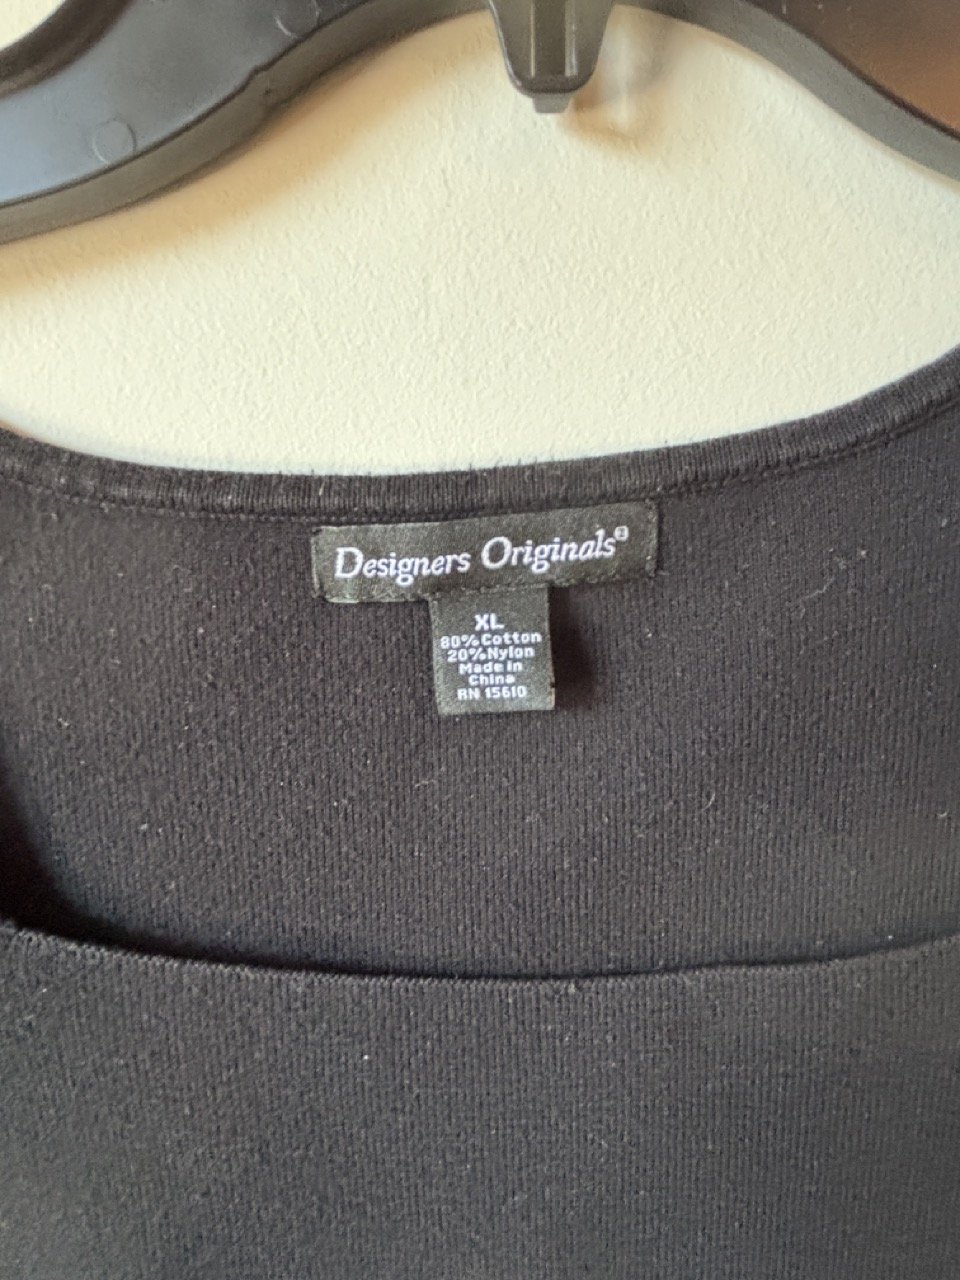 Designers Originals®
XL
80% Cotton
20% Nylon
Made in
China
RN 15610